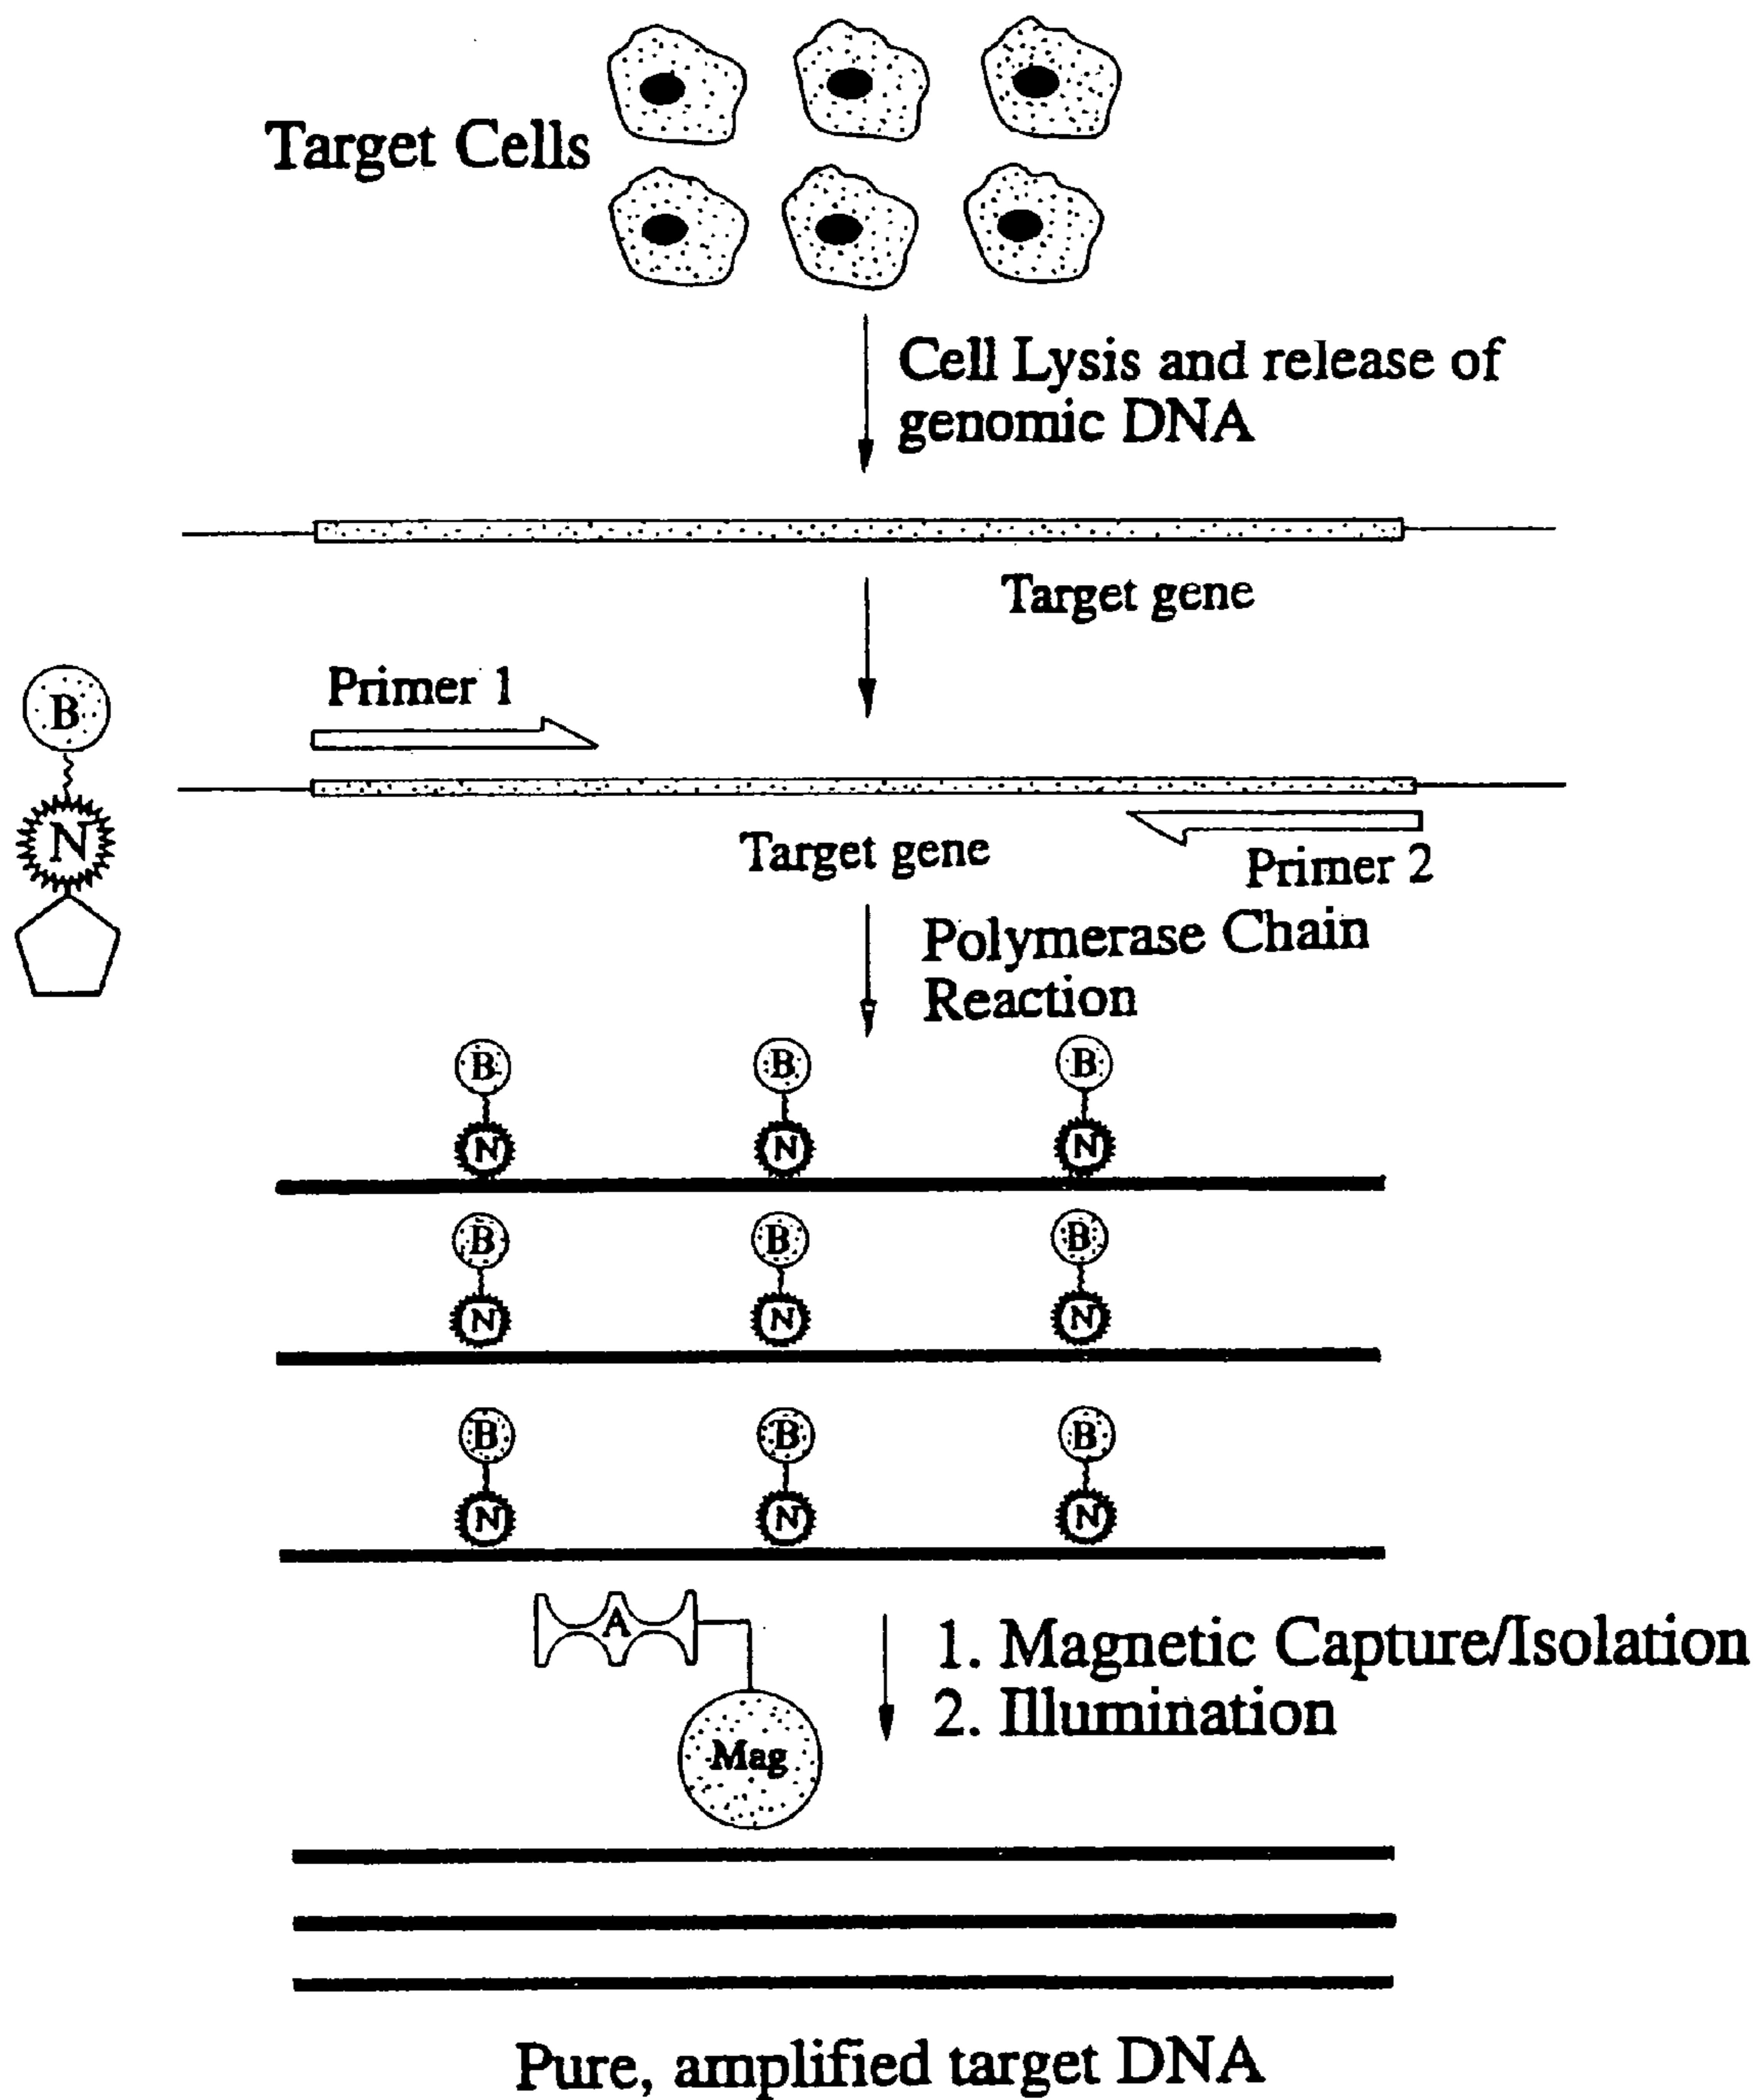 Target Cells
Cell Lysis and release of
genomic DNA
Target gene
Primer 1
B
N
Target gene
Primer 2
Polymerase Chain
Reaction
B B B
N N N
B B B
N N N
B B B
N N N
A
1. Magnetic Capture/Isolation
2. Illumination
Mag
Pure, amplified target DNA